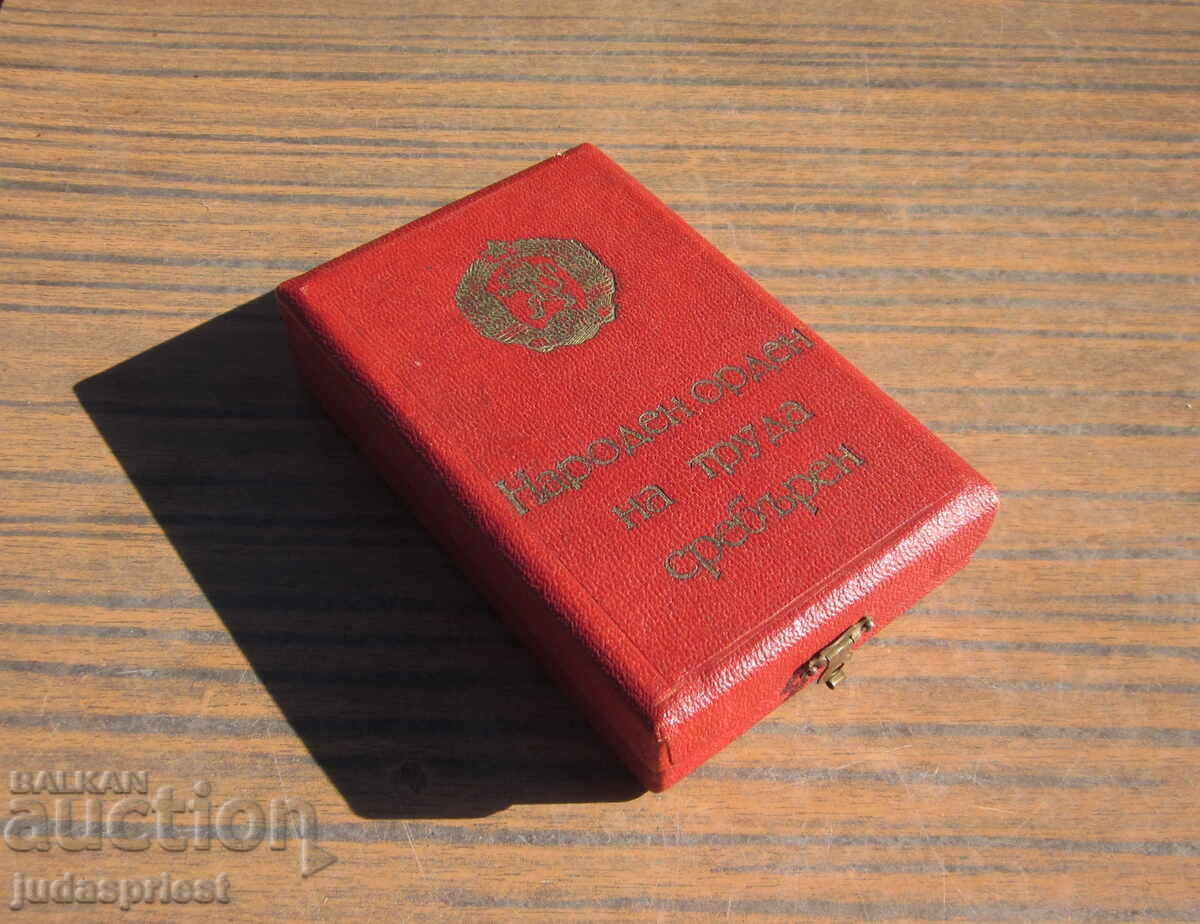 Народен орден
на труда
сребърен
BALKAN
auction
judaspriest